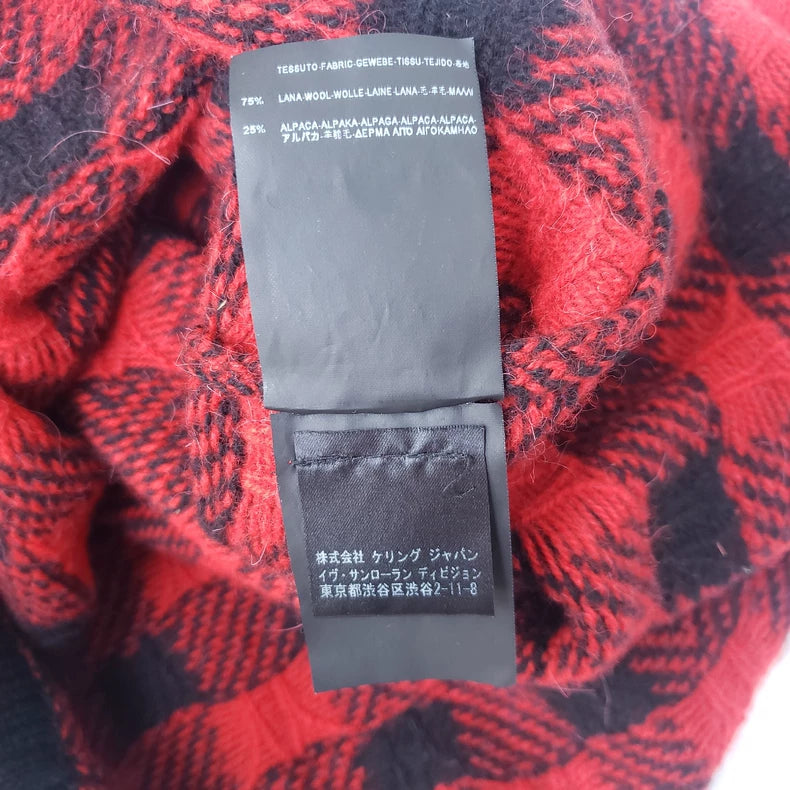 TESSUTO-FABRIC-GEWEBE-TISSU-TEJIDO-布地
75% LANA-WOOL-WOLLE-LAINE-LANA-毛-羊毛-ΜΑΛΛΙ
25% ALPACA-ALPAKA-ALPAGA-ALPACA-ALPACA-
アルパカ-羊駝毛-ΔΕΡΜΑ ΑΠΟ ΑΙΓΟΚΑΜΗΛΟ
株式会社 ケリング ジャパン
イヴ・サンローラン ディビジョン
東京都渋谷区渋谷2-11-8